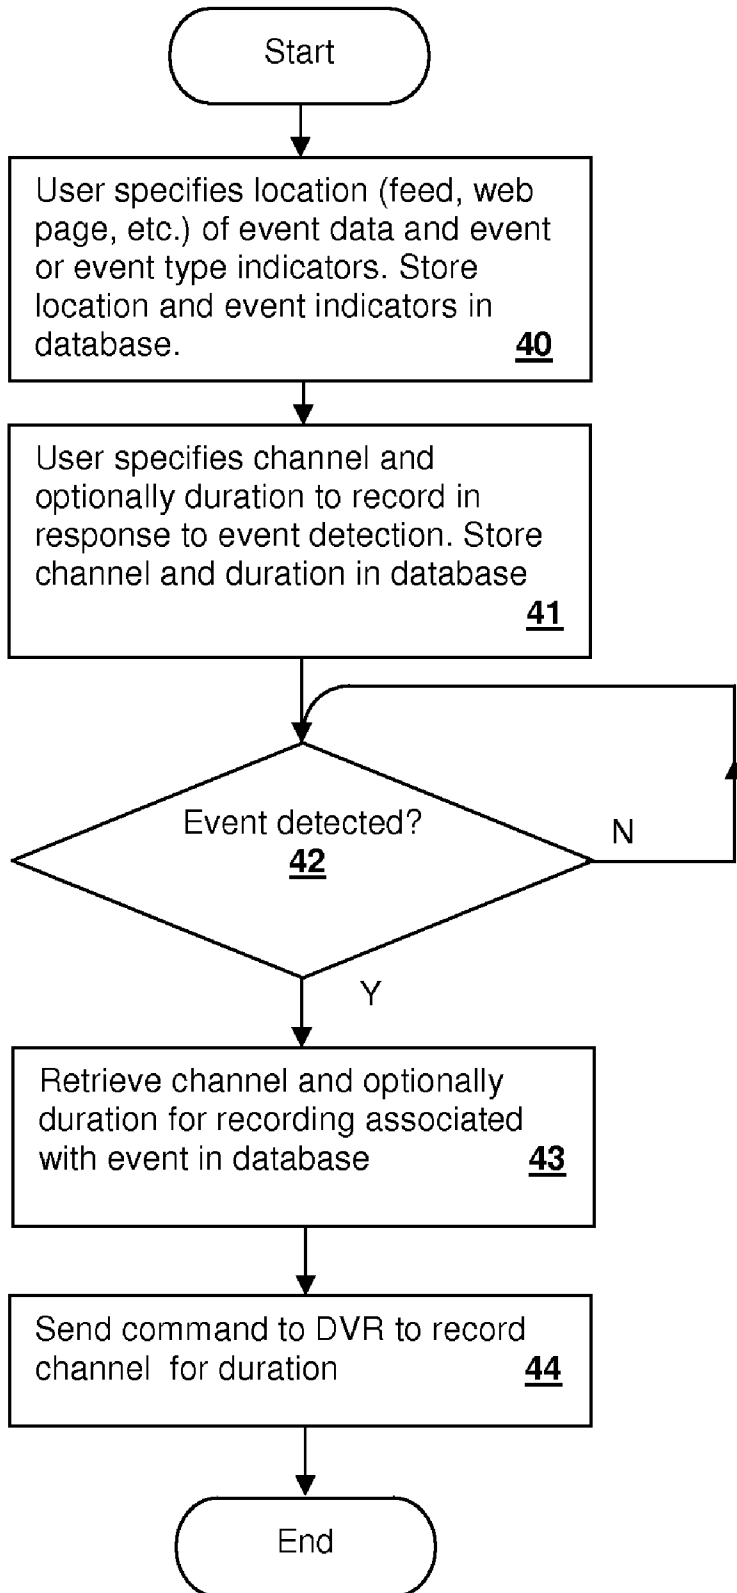 Start
User specifies location (feed, web
page, etc.) of event data and event
or event type indicators. Store
location and event indicators in
database. 40
User specifies channel and
optionally duration to record in
response to event detection. Store
channel and duration in database
41
Event detected?
42
N
Y
Retrieve channel and optionally
duration for recording associated
with event in database 43
Send command to DVR to record
channel for duration 44
End